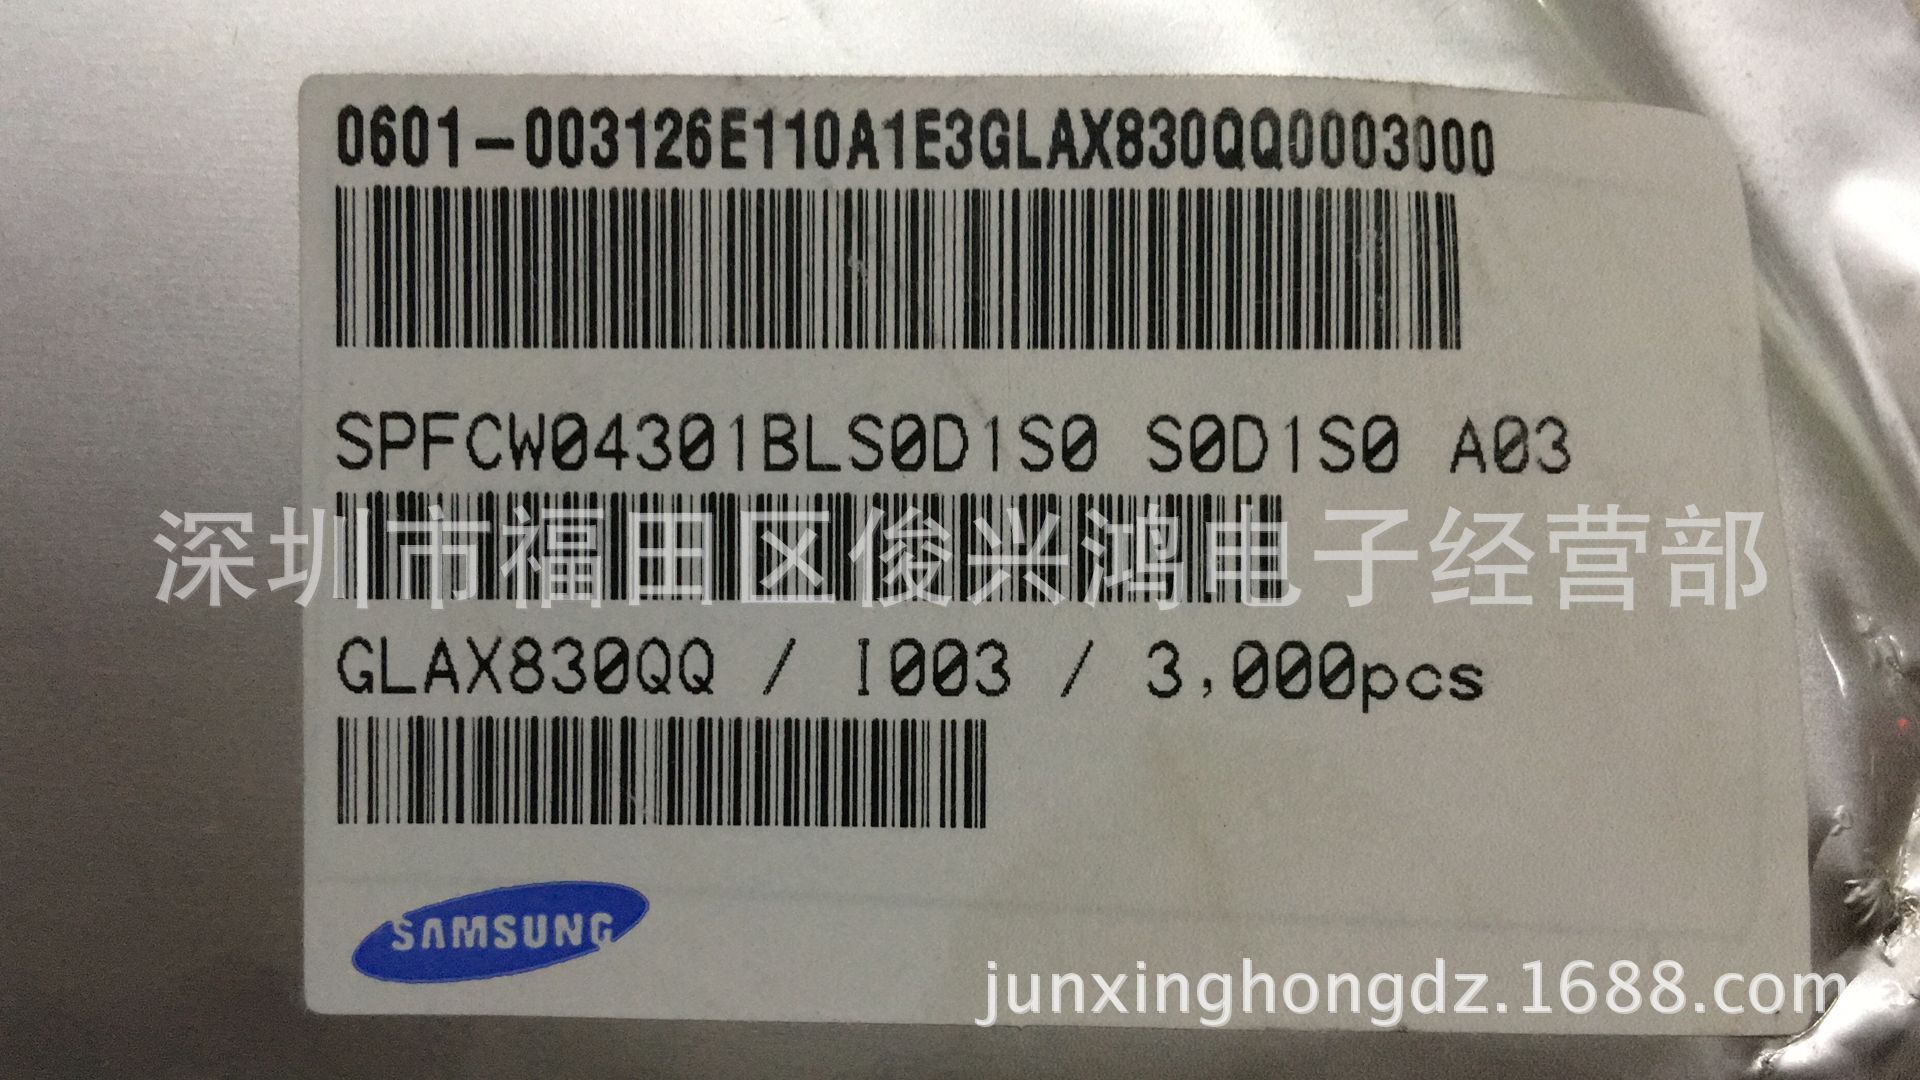 0601-003126E110A1E3GLAX830QQ0003000
SPFCW04301BLS0D1S0 S0D1S0 A03
深圳市福田区俊兴鸿电子经营部
GLAX830QQ / I003 / 3,000pcs
SAMSUNG
junxinghongdz.1688.com